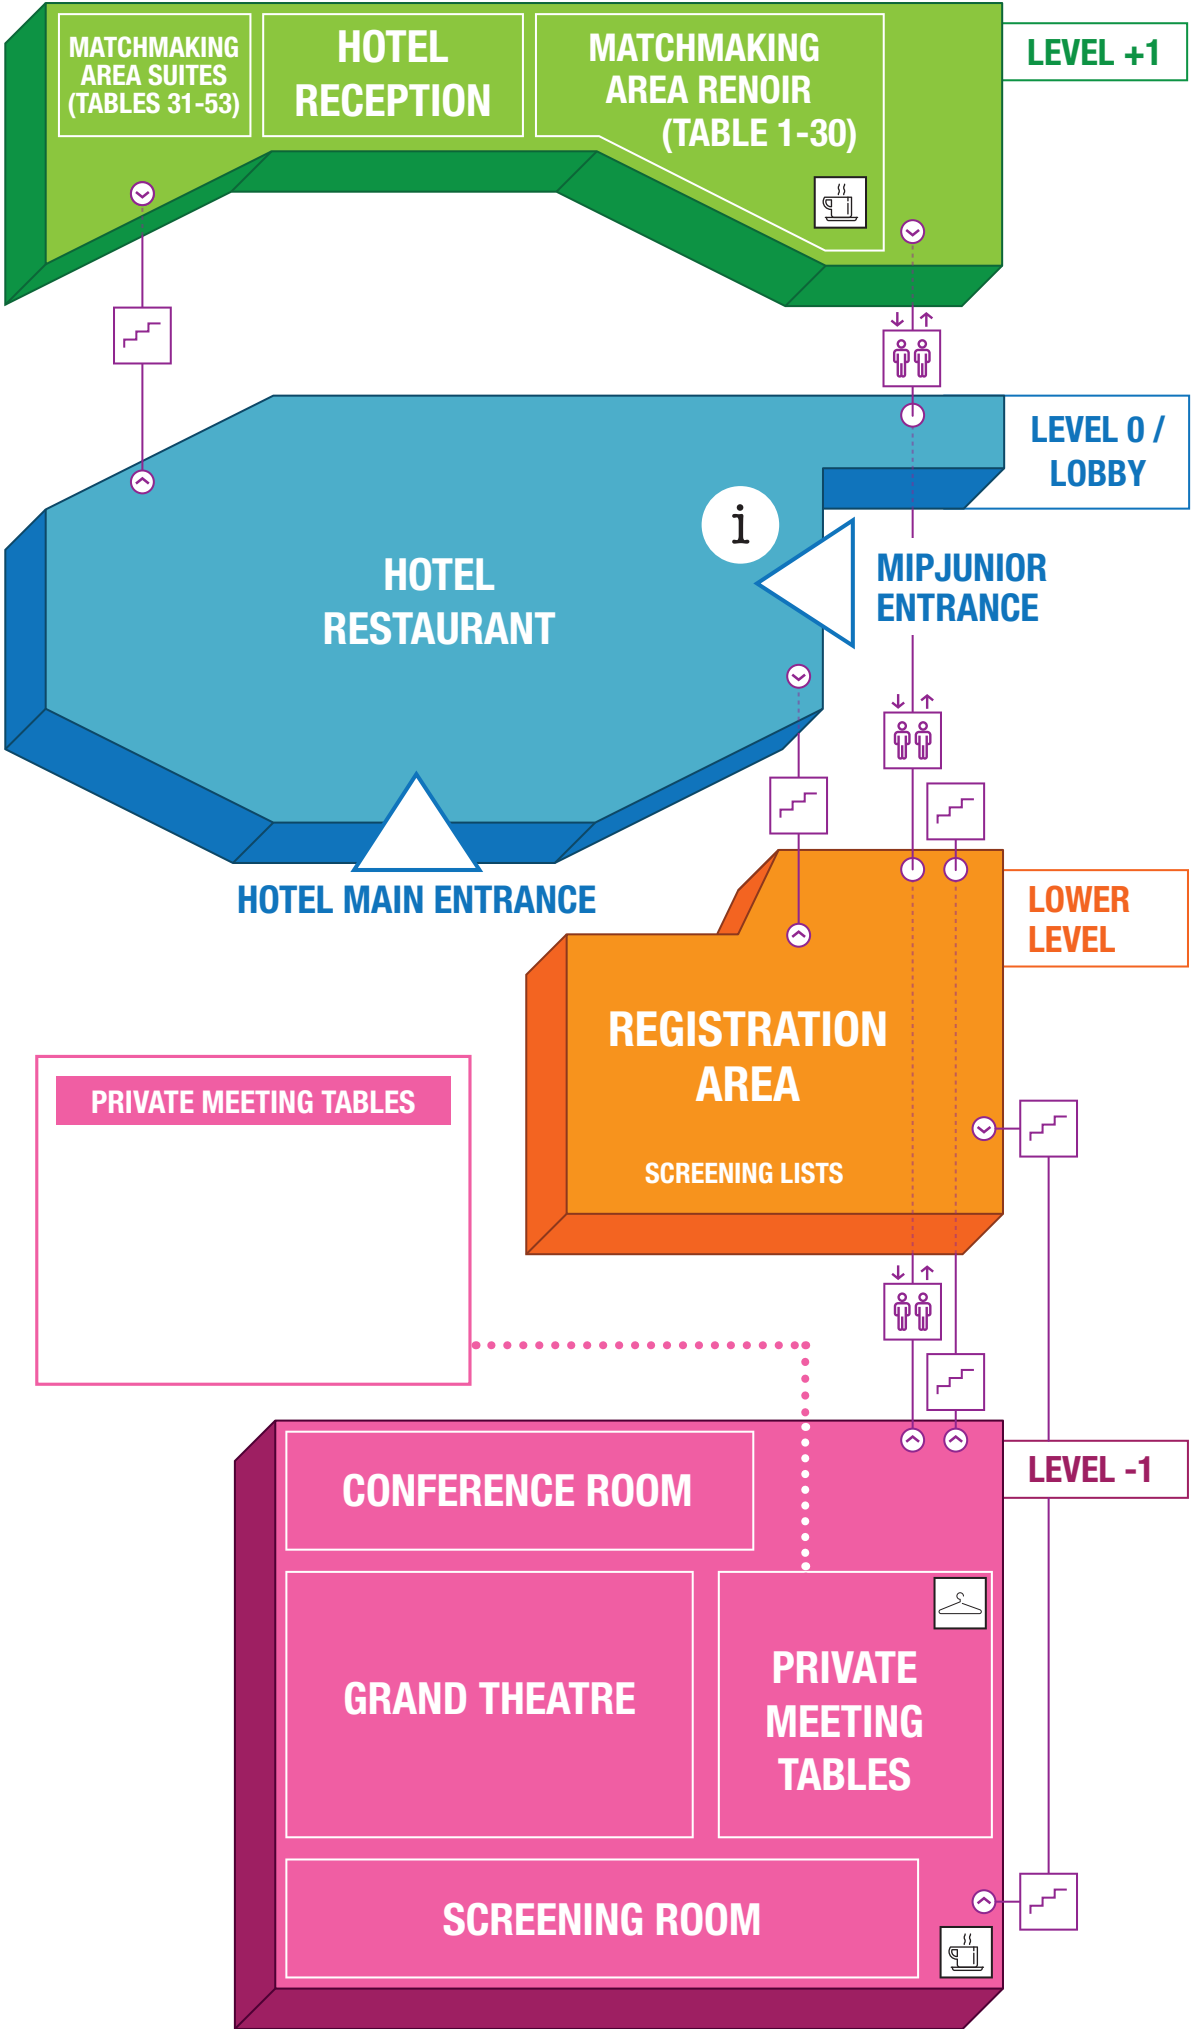 MATCHMAKING
AREA SUITES
(TABLES 31-53)
HOTEL
RECEPTION
MATCHMAKING
AREA RENOIR
(TABLE 1-30)
LEVEL +1
LEVEL 0 /
LOBBY
i
HOTEL
RESTAURANT
MIPJUNIOR
ENTRANCE
HOTEL MAIN ENTRANCE
LOWER
LEVEL
REGISTRATION
AREA
SCREENING LISTS
PRIVATE MEETING TABLES
CONFERENCE ROOM
LEVEL -1
GRAND THEATRE
PRIVATE
MEETING
TABLES
SCREENING ROOM